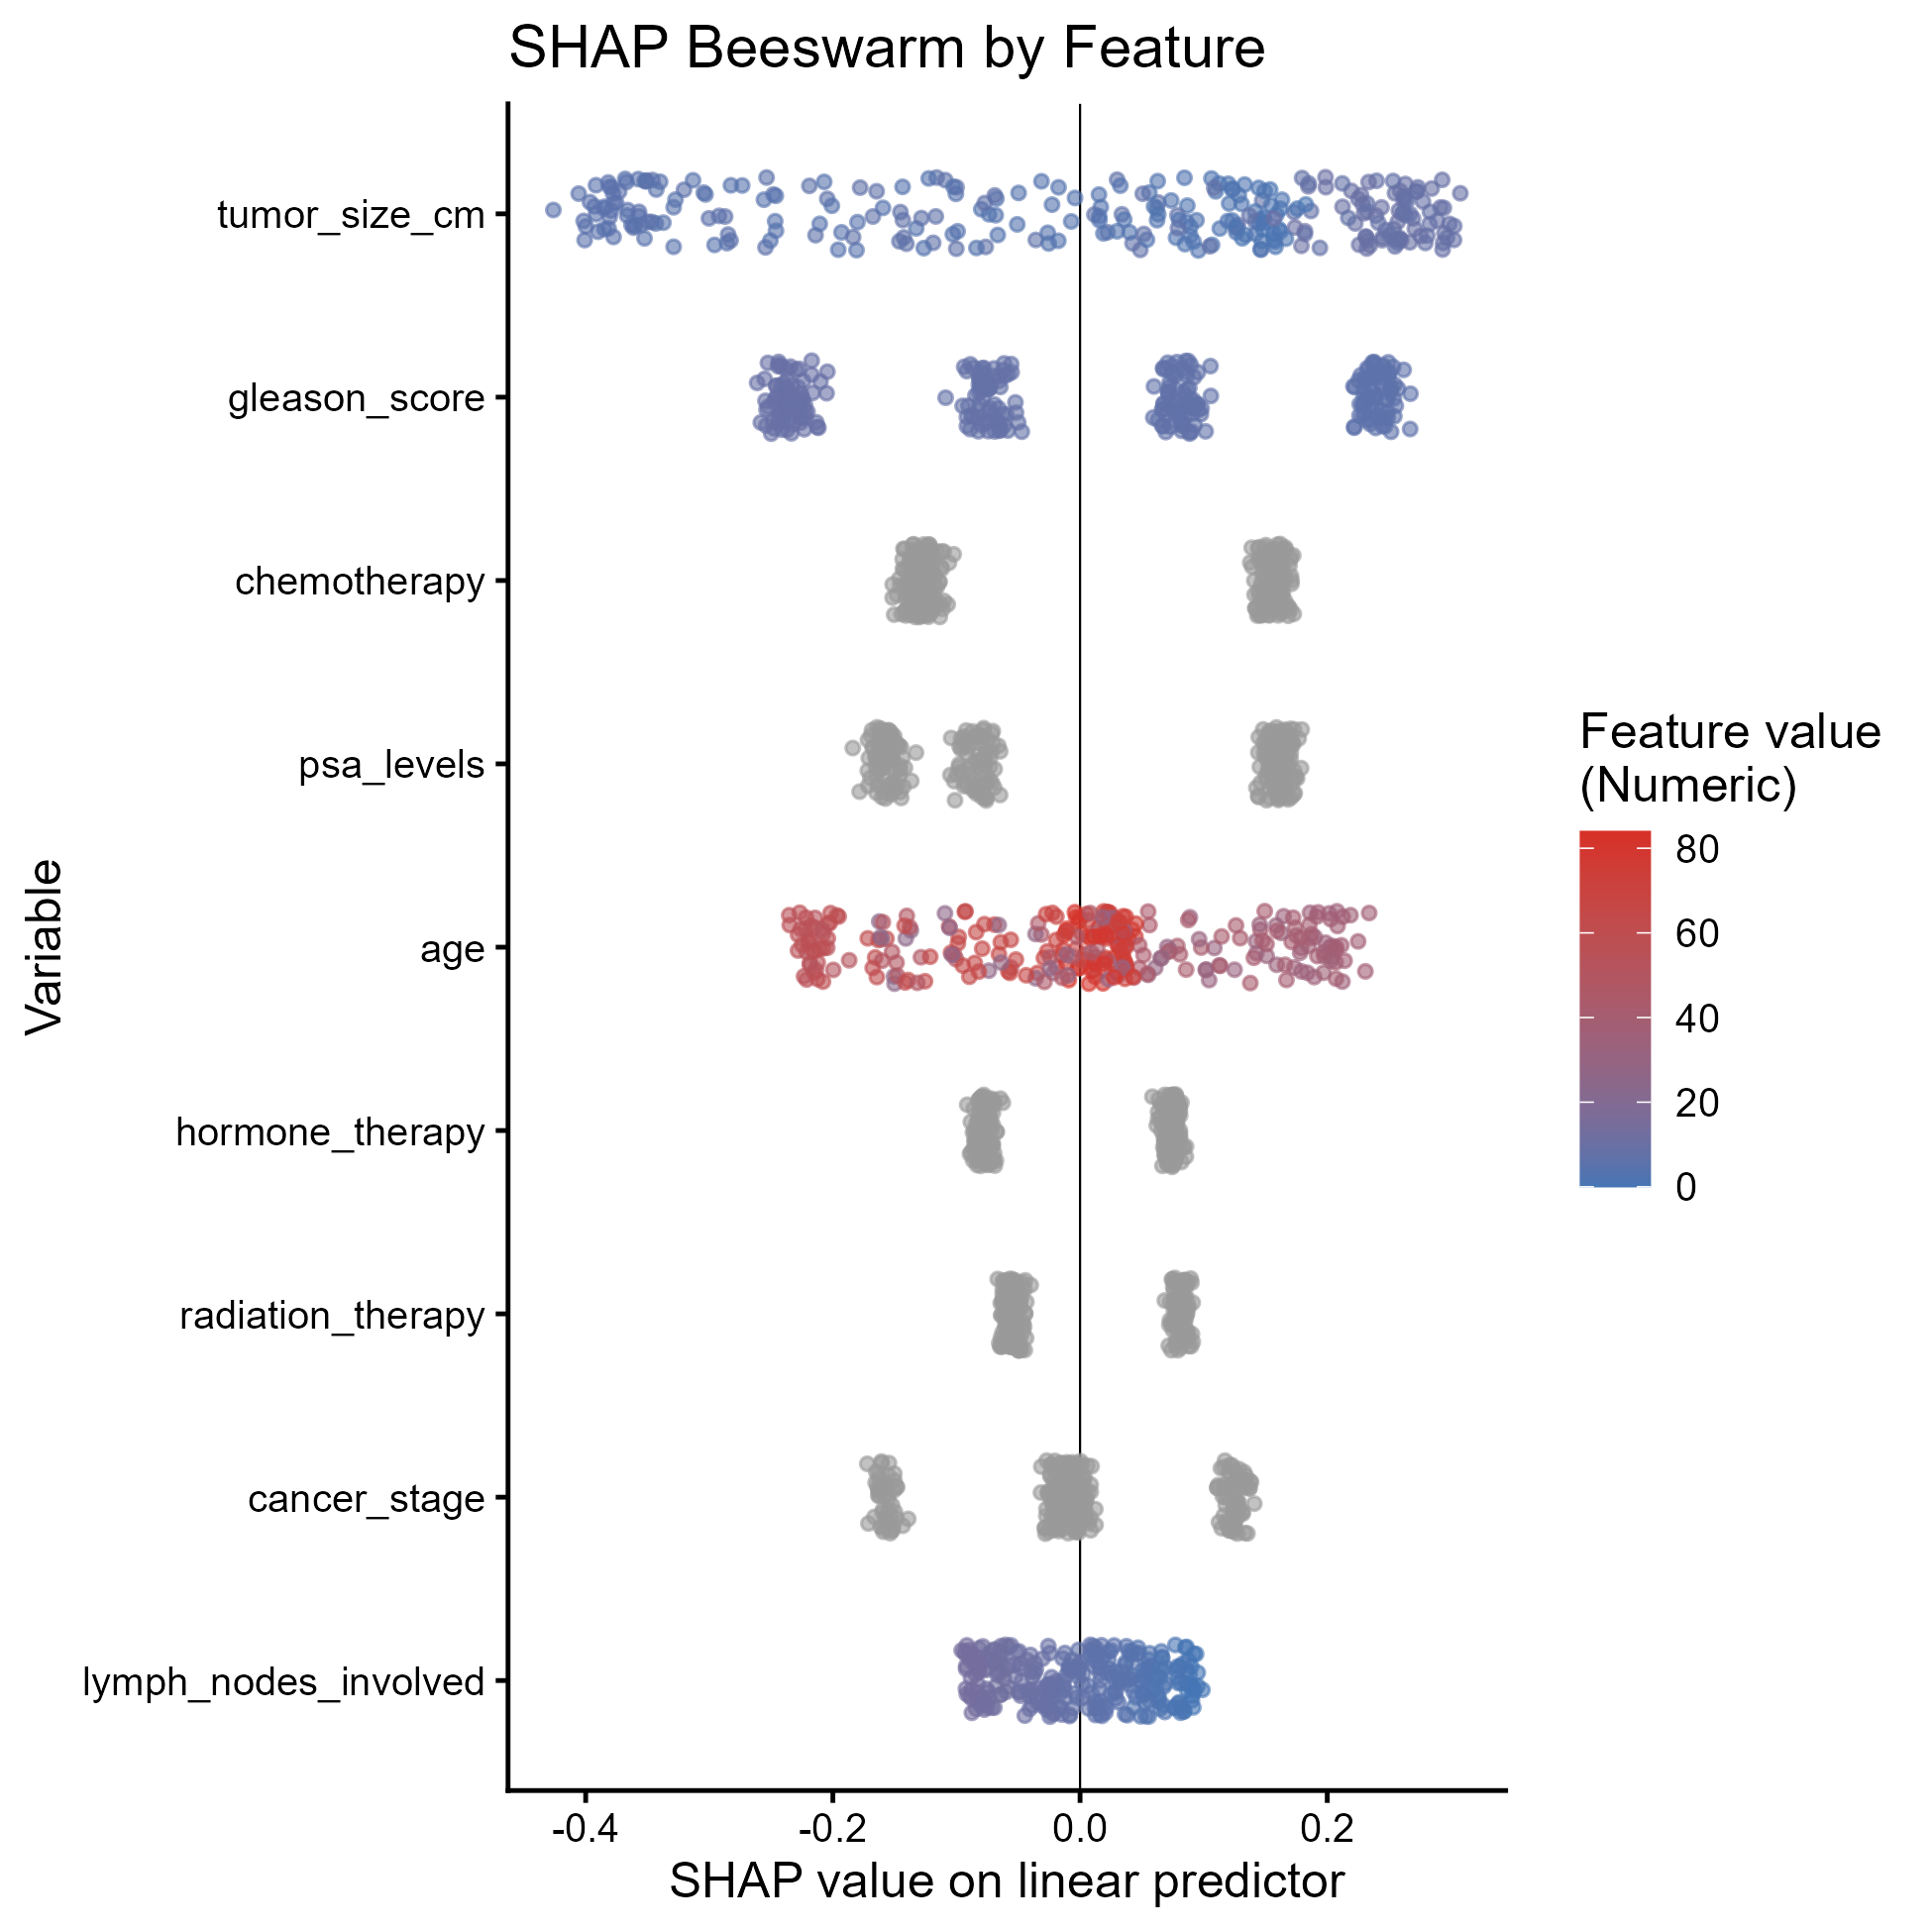 SHAP Beeswarm by Feature
Variable
tumor_size_cm
gleason_score
chemotherapy
psa_levels
age
hormone_therapy
radiation_therapy
cancer_stage
lymph_nodes_involved
-0.4
-0.2
0.0
0.2
SHAP value on linear predictor
Feature value
(Numeric)
80
60
40
20
0